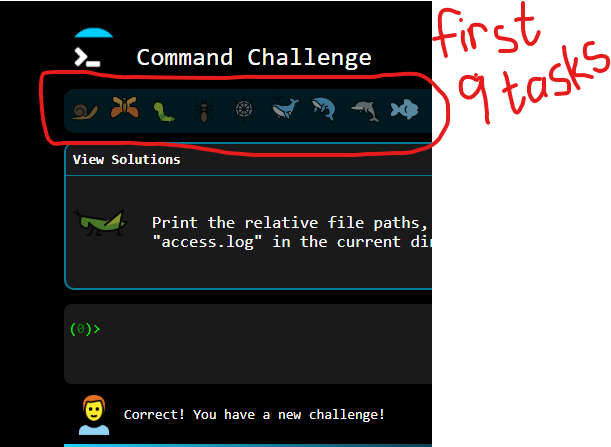 first
9 tasks
Command Challenge
View Solutions
Print the relative file paths,
"access.log" in the current di
(0)>
Correct! You have a new challenge!